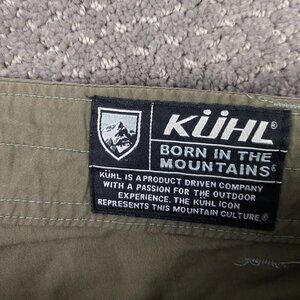 KÜHL®
BORN IN THE
MOUNTAINS®
KÜHL IS A PRODUCT DRIVEN COMPANY
WITH A PASSION FOR THE OUTDOOR
EXPERIENCE. THE KÜHL ICON
REPRESENTS THIS MOUNTAIN CULTURE.®